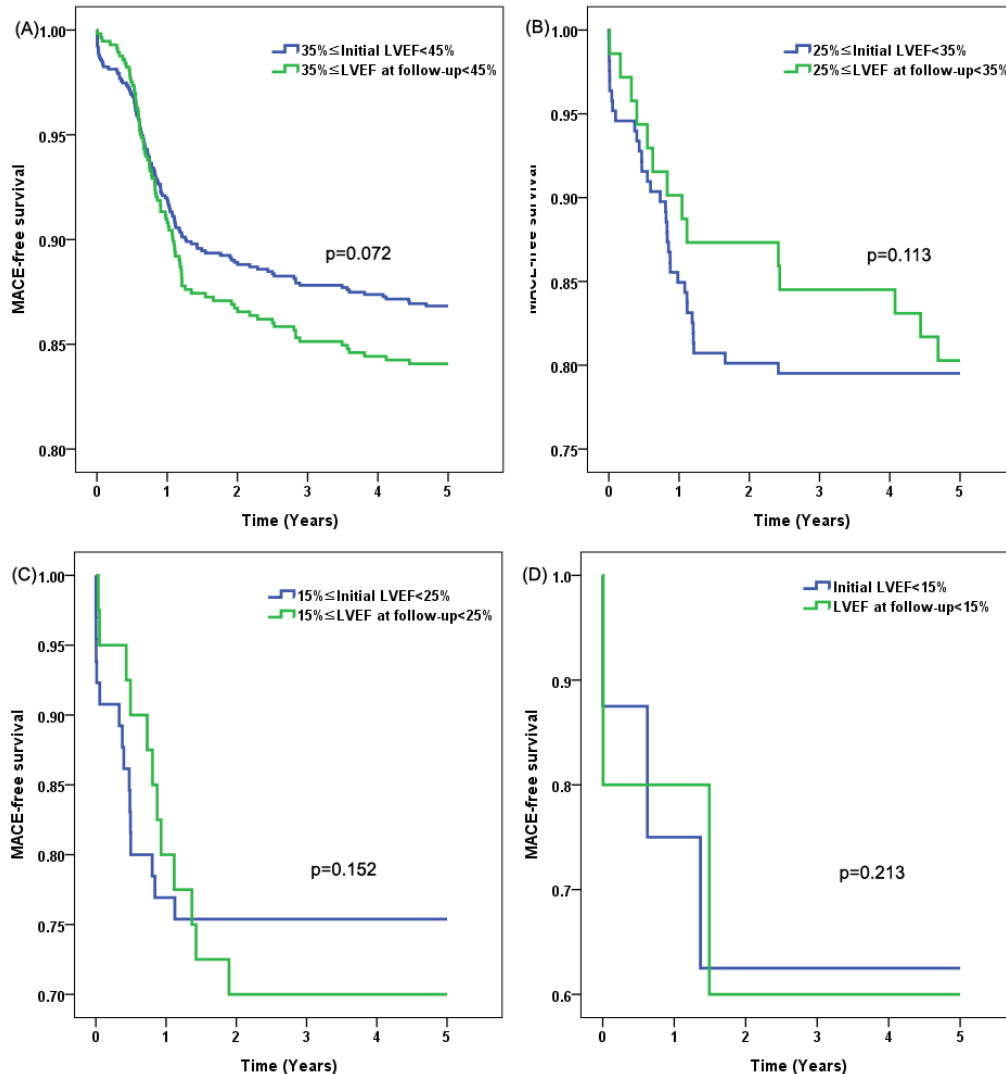 (A)
35%≤Initial LVEF<45%
35%≤LVEF at follow-up<45%
MACE-free survival
1.00
0.95
0.90
0.85
0.80
p=0.072
0 1 2 3 4 5
Time (Years)
(B)
25%≤Initial LVEF<35%
25%≤LVEF at follow-up<35%
MACE-free survival
1.00
0.95
0.90
0.85
0.80
0.75
p=0.113
0 1 2 3 4 5
Time (Years)
(C)
15%≤Initial LVEF<25%
15%≤LVEF at follow-up<25%
MACE-free survival
1.00
0.95
0.90
0.85
0.80
0.75
0.70
p=0.152
0 1 2 3 4 5
Time (Years)
(D)
Initial LVEF<15%
LVEF at follow-up<15%
MACE-free survival
1.0
0.9
0.8
0.7
0.6
p=0.213
0 1 2 3 4 5
Time (Years)